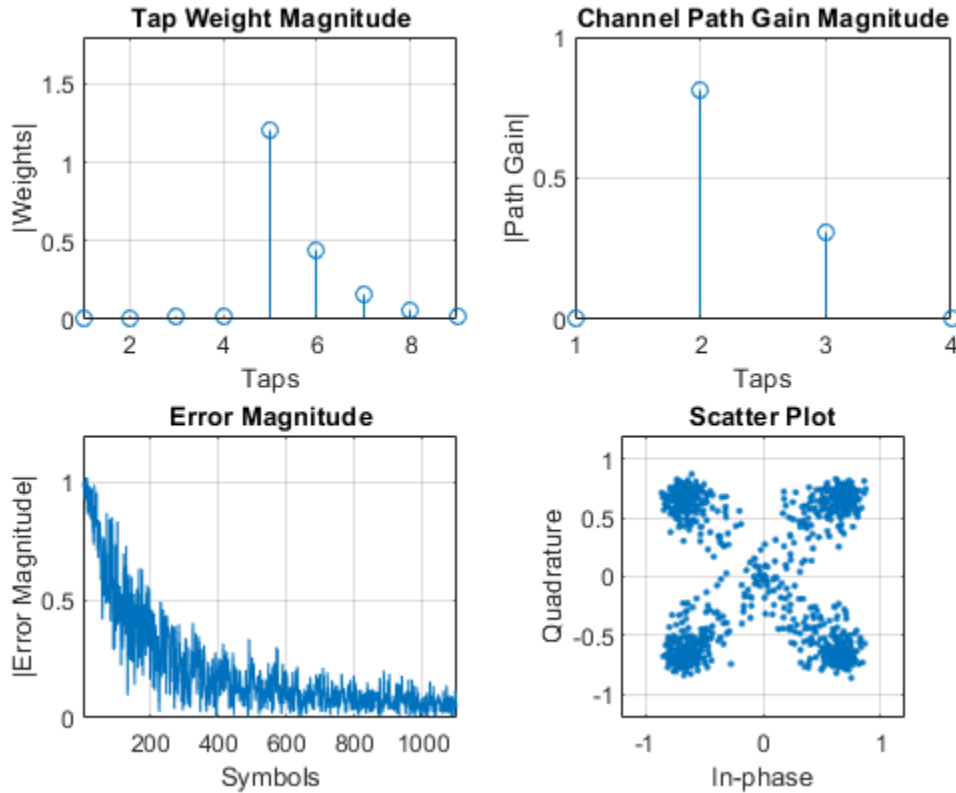 Tap Weight Magnitude
|Weights|
1.5
1
0.5
0
2 4 6 8
Taps
Channel Path Gain Magnitude
|Path Gain|
1
0.5
0
1 2 3 4
Taps
Error Magnitude
|Error Magnitude|
1
0.5
0
200 400 600 800 1000
Symbols
Scatter Plot
Quadrature
1
0.5
0
-0.5
-1
-1 0 1
In-phase